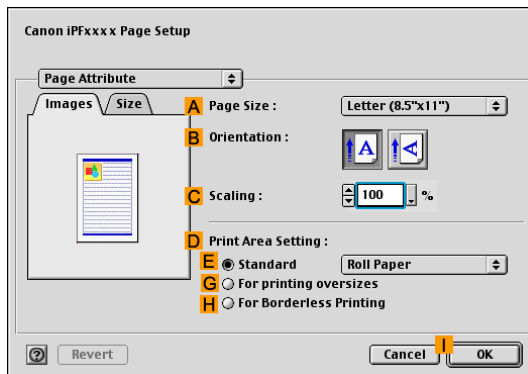 Canon iPFxxxx Page Setup
Page Attribute
Images Size
A Page Size : Letter (8.5"x11")
B Orientation : A A
C Scaling : 100 %
D Print Area Setting :
E Standard Roll Paper
G For printing oversizes
H For Borderless Printing
I
? Revert Cancel OK